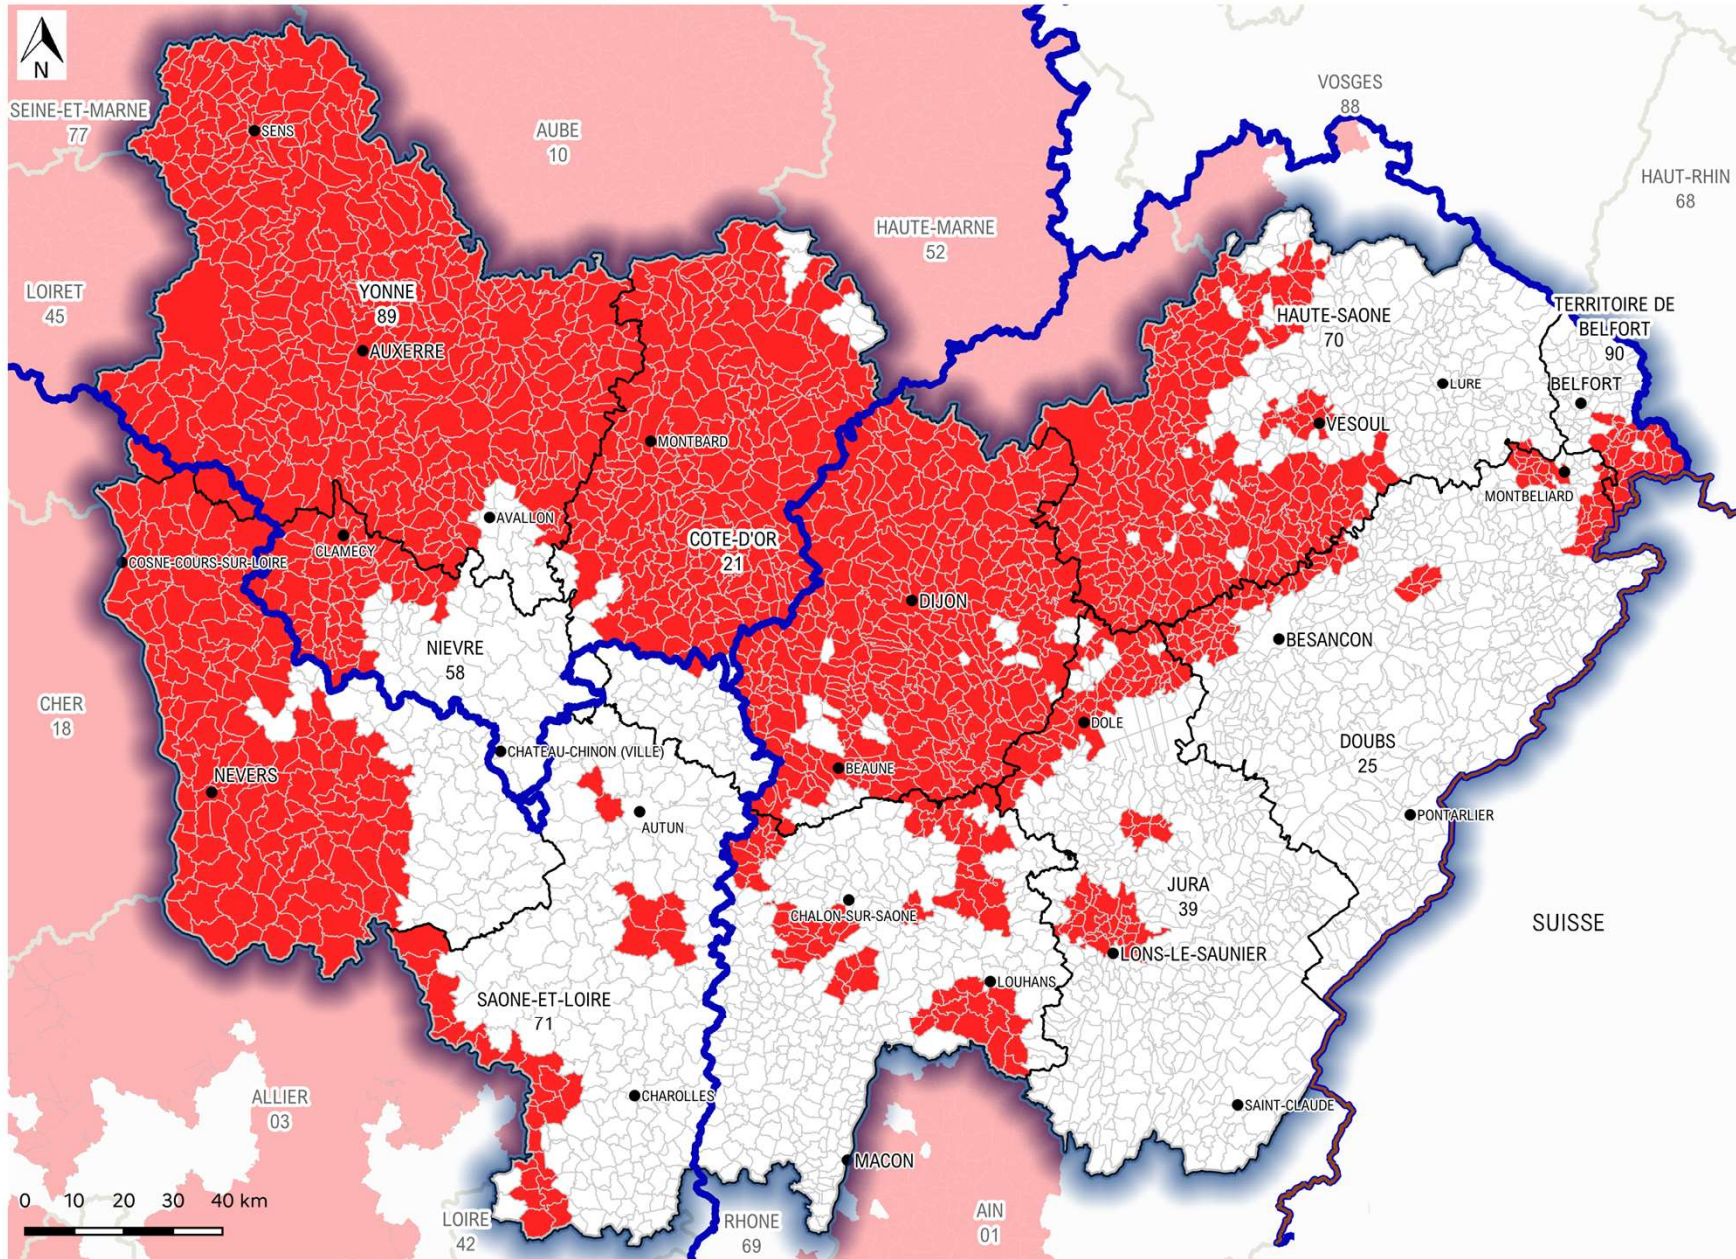 N
VOSGES
88
SEINE-ET-MARNE
77
SENS
AUBE
10
HAUT-RHIN
68
HAUTE-MARNE
52
LOIRET
45
YONNE
89
AUXERRE
HAUTE-SAONE
70
TERRITOIRE DE
BELFORT
90
LURE
BELFORT
VESOUL
MONTBARD
MONTBELIARD
AVALLON
CLAMECY
COTE-D'OR
21
COSNE-COURS-SUR-LOIRE
DIJON
BESANCON
NIEVRE
58
CHER
18
DOLE
DOUBS
25
CHATEAU-CHINON (VILLE)
BEAUNE
NEVERS
AUTUN
PONTARLIER
JURA
39
CHALON-SUR-SAONE
SUISSE
LONS-LE-SAUNIER
LOUHANS
SAONE-ET-LOIRE
71
ALLIER
03
CHAROLLES
SAINT-CLAUDE
MACON
0 10 20 30 40 km
LOIRE
42
RHONE
69
AIN
01